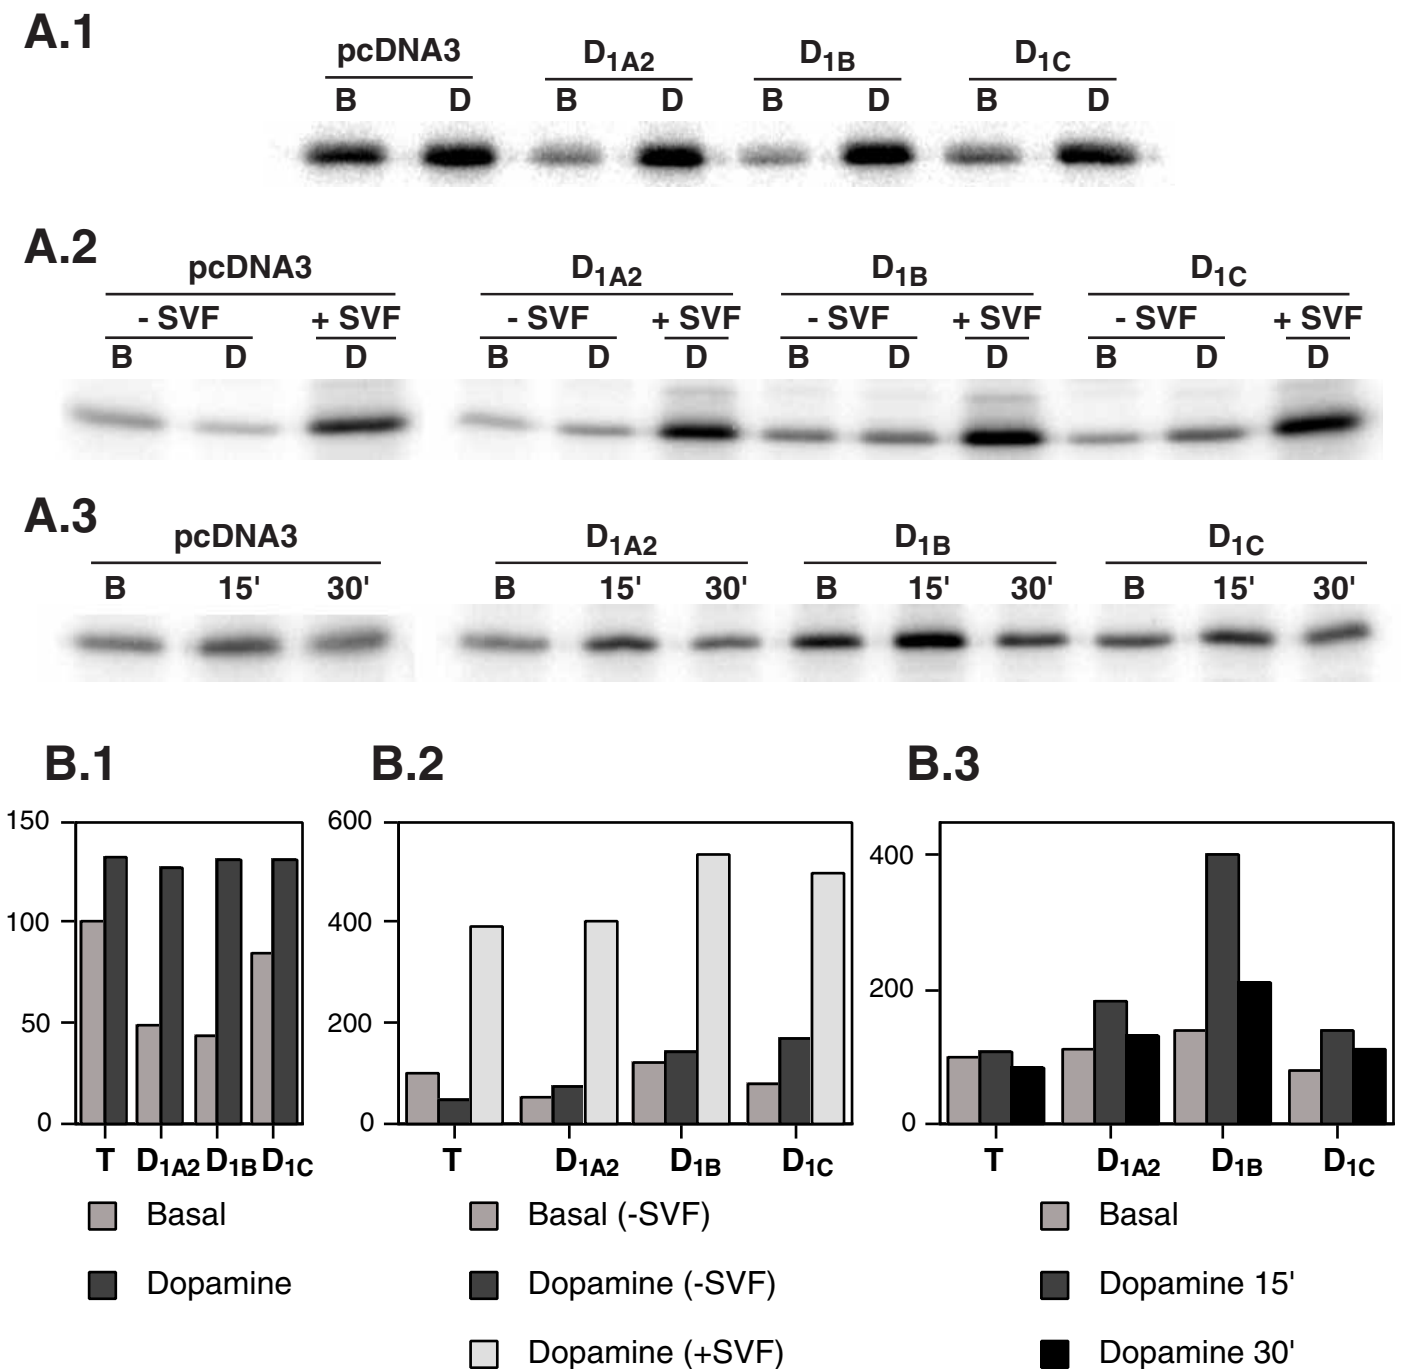 A.1
pcDNA3 D1A2 D1B D1C
B D B D B D B D
A.2
pcDNA3 D1A2 D1B D1C
- SVF + SVF - SVF + SVF - SVF + SVF - SVF + SVF
B D D B D D B D D B D D
A.3
pcDNA3 D1A2 D1B D1C
B 15' 30' B 15' 30' B 15' 30' B 15' 30'
B.1 B.2 B.3
150
100
50
0
T D1A2 D1B D1C
Basal
Dopamine
600
400
200
0
T D1A2 D1B D1C
Basal (-SVF)
Dopamine (-SVF)
Dopamine (+SVF)
400
200
0
T D1A2 D1B D1C
Basal
Dopamine 15'
Dopamine 30'